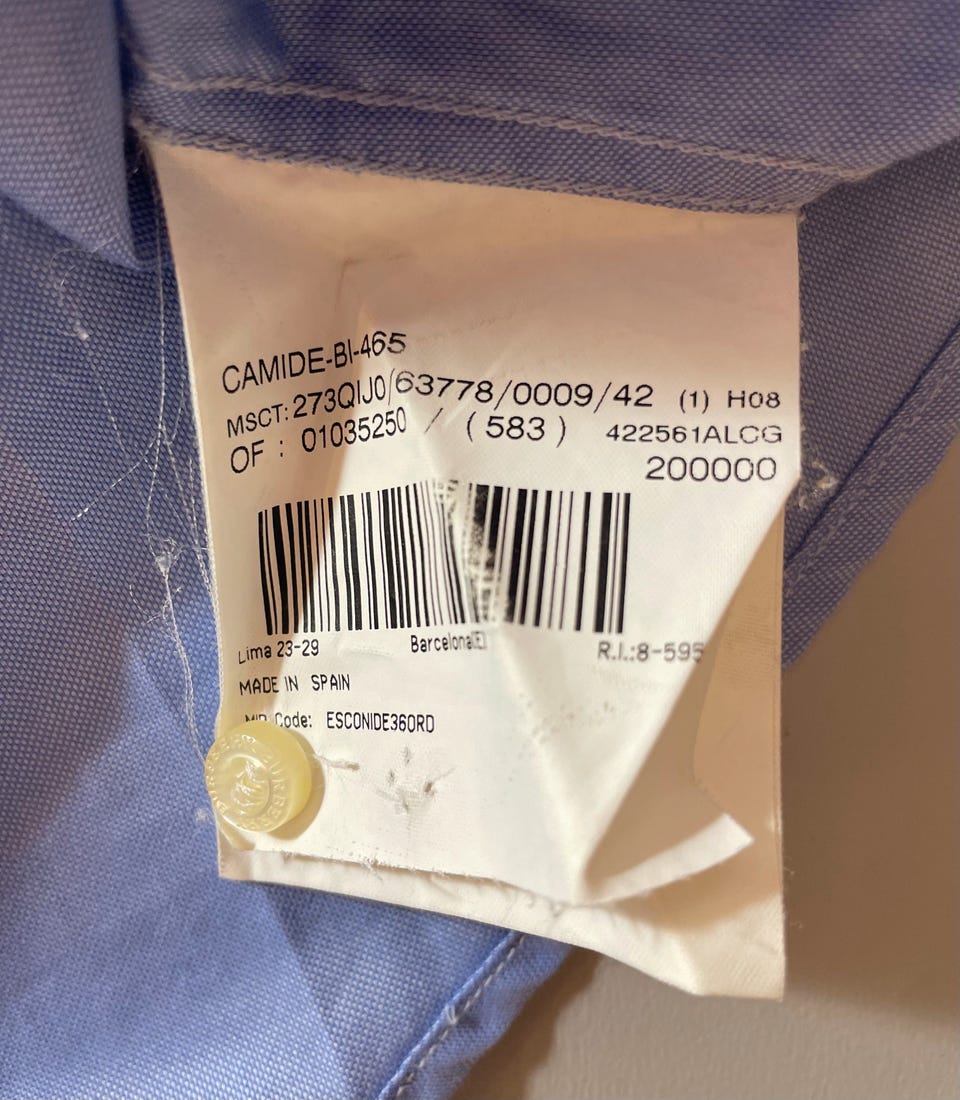 CAMIDE-BI-465
MSCT: 273QIJ0/63778/0009/42 (1) H08
OF : 01035250 / (583) 422561ALCG
200000
Lima 23-29 Barcelona(E) R.I.:8-595
MADE IN SPAIN
Code: ESCONIDE360RD
BURBERRY